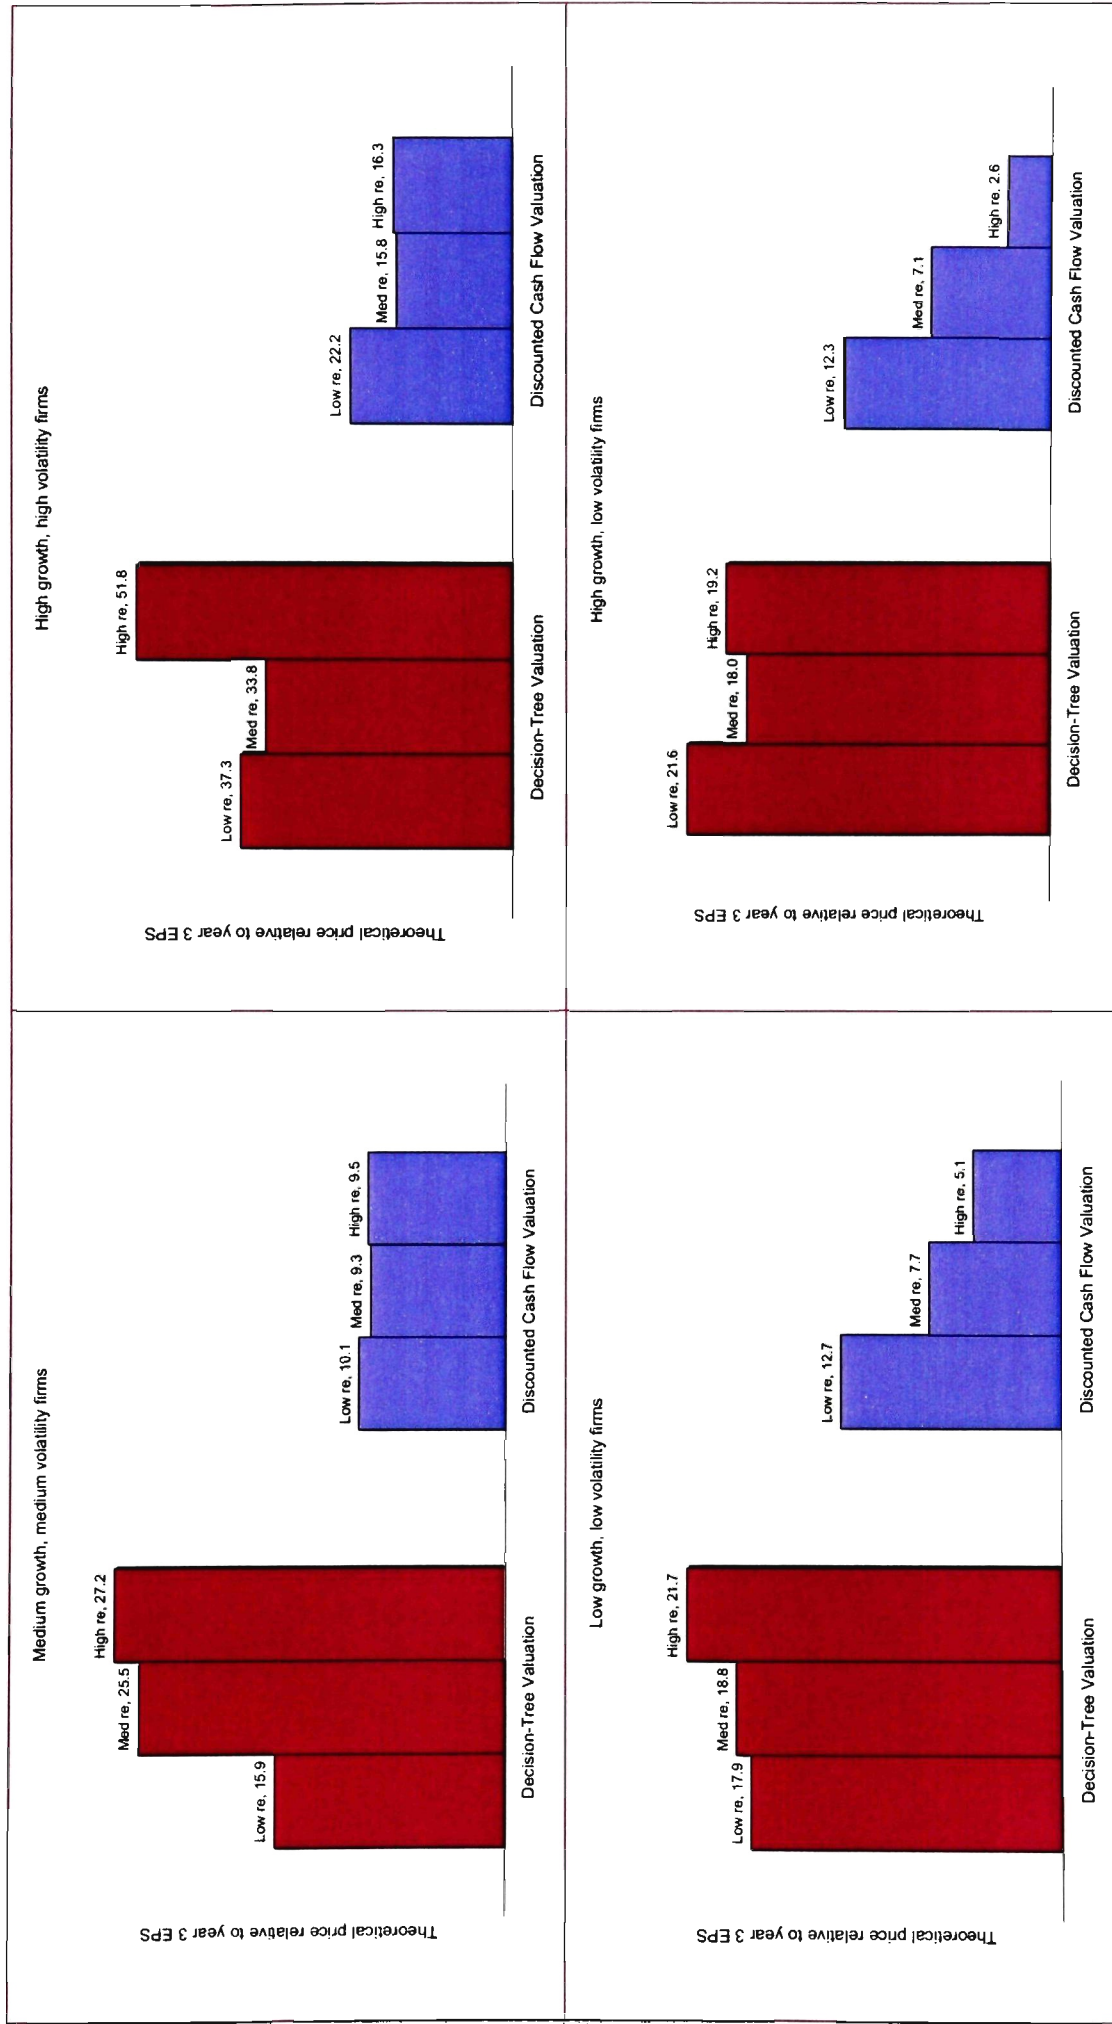 Medium growth, medium volatility firms
Theoretical price relative to year 3 EPS
Low re, 15.9
Med re, 25.5
High re, 27.2
Low re, 10.1
Med re, 9.3
High re, 9.5
Decision-Tree Valuation
Discounted Cash Flow Valuation
High growth, high volatility firms
Theoretical price relative to year 3 EPS
Low re, 37.3
Med re, 33.8
High re, 51.8
Low re, 22.2
Med re, 15.8
High re, 16.3
Decision-Tree Valuation
Discounted Cash Flow Valuation
Low growth, low volatility firms
Theoretical price relative to year 3 EPS
Low re, 17.9
Med re, 18.8
High re, 21.7
Low re, 12.7
Med re, 7.7
High re, 5.1
Decision-Tree Valuation
Discounted Cash Flow Valuation
High growth, low volatility firms
Theoretical price relative to year 3 EPS
Low re, 21.6
Med re, 18.0
High re, 19.2
Low re, 12.3
Med re, 7.1
High re. 2.6
Decision-Tree Valuation
Discounted Cash Flow Valuation